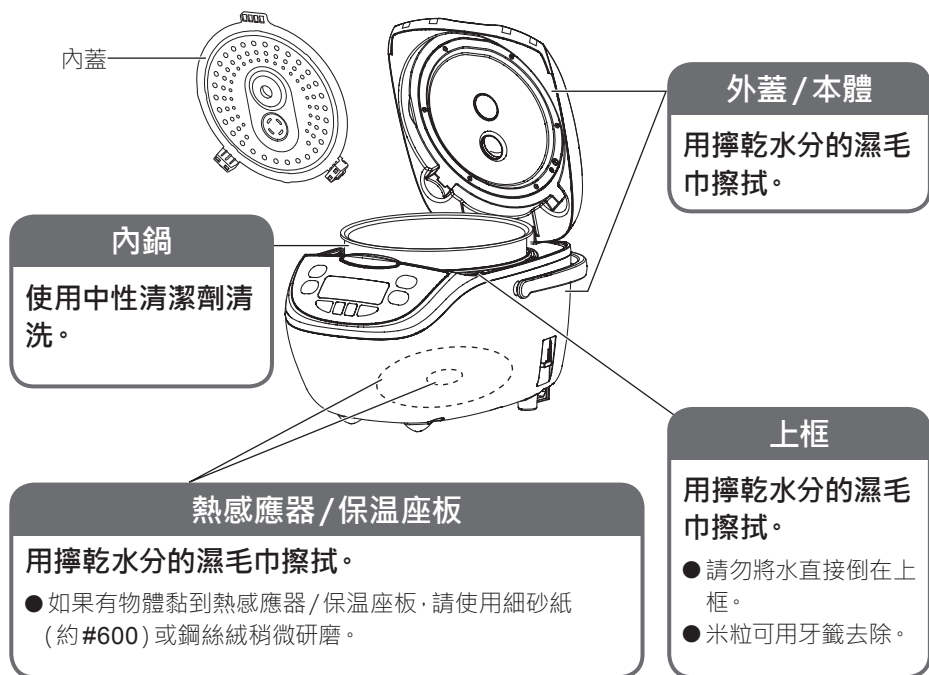 內蓋
外蓋/本體
用擰乾水分的濕毛
巾擦拭。
內鍋
使用中性清潔劑清
洗。
熱感應器/保溫座板
用擰乾水分的濕毛巾擦拭。
●如果有物體黏到熱感應器/保溫座板,請使用細砂紙
(約#600)或鋼絲絨稍微研磨。
上框
用擰乾水分的濕毛
巾擦拭。
●請勿將水直接倒在上
框。
●米粒可用牙籤去除。